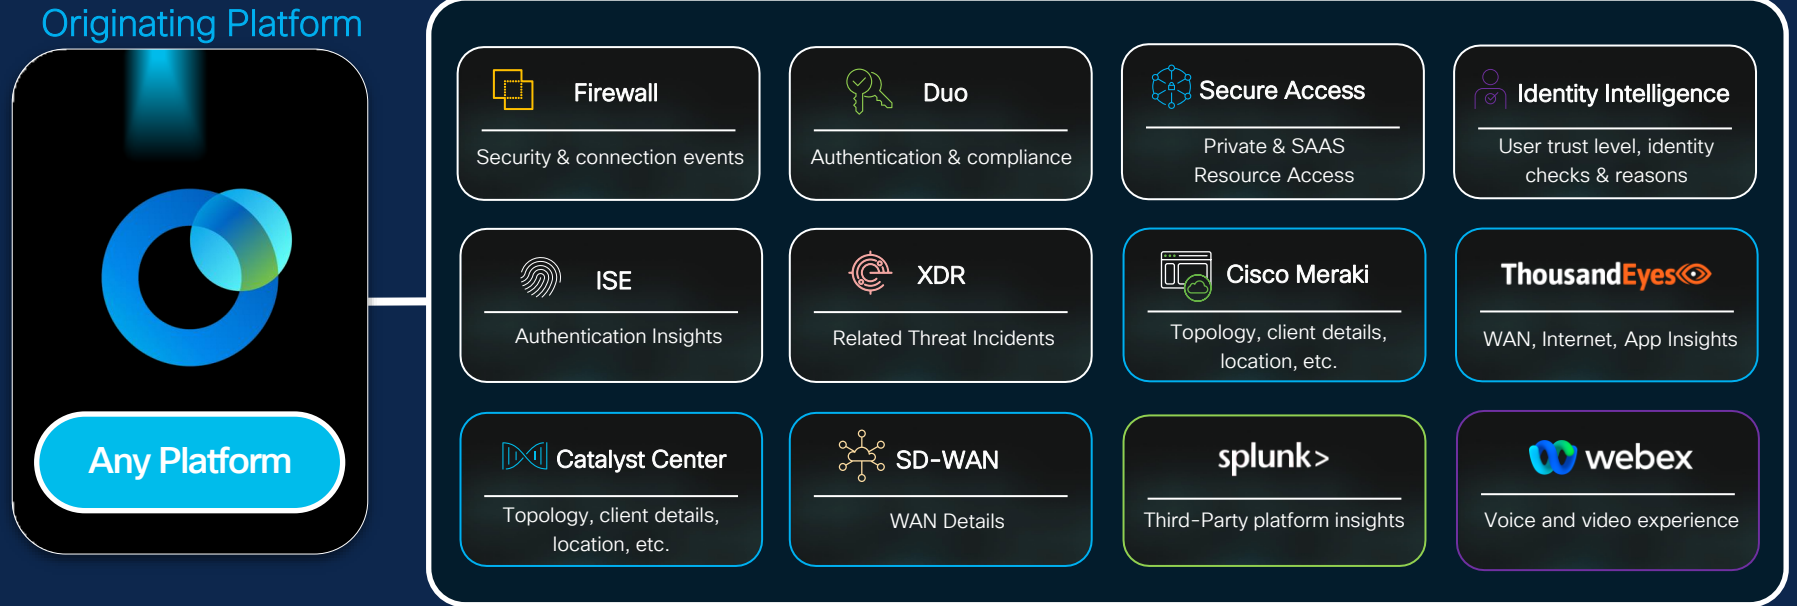 Originating Platform
Any Platform
Firewall
Security & connection events
Duo
Authentication & compliance
Secure Access
Private & SAAS
Resource Access
Identity Intelligence
User trust level, identity
checks & reasons
ISE
Authentication Insights
XDR
Related Threat Incidents
Cisco Meraki
Topology, client details,
location, etc.
ThousandEyes
WAN, Internet, App Insights
Catalyst Center
Topology, client details,
location, etc.
SD-WAN
WAN Details
splunk>
Third-Party platform insights
webex
Voice and video experience